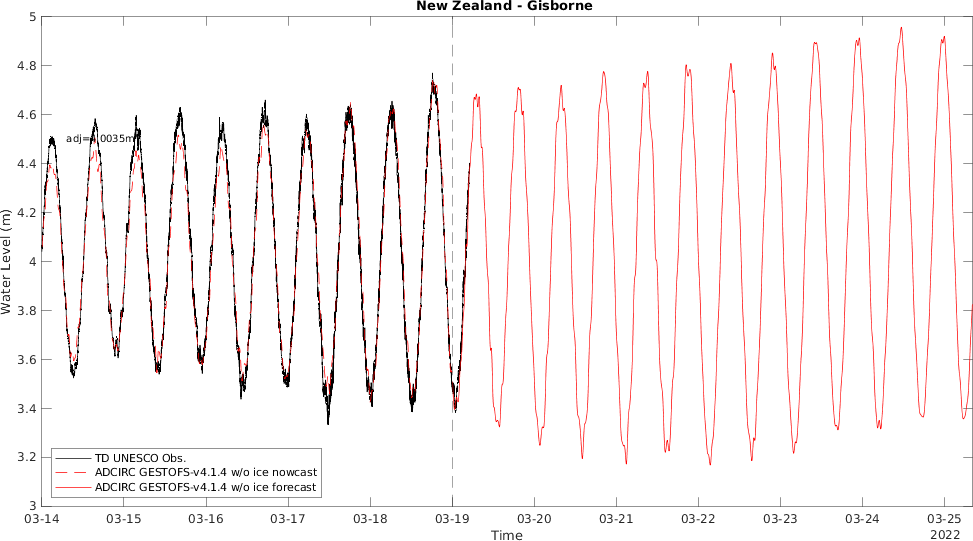 New Zealand - Gisborne
5
4.8
4.6
4.4
4.2
4
3.8
3.6
3.4
3.2
3
Water Level (m)
TD UNESCO Obs.
ADCIRC GESTOFS-v4.1.4 w/o ice nowcast
ADCIRC GESTOFS-v4.1.4 w/o ice forecast
03-14 03-15 03-16 03-17 03-18 03-19 03-20 03-21 03-22 03-23 03-24 03-25
Time
2022